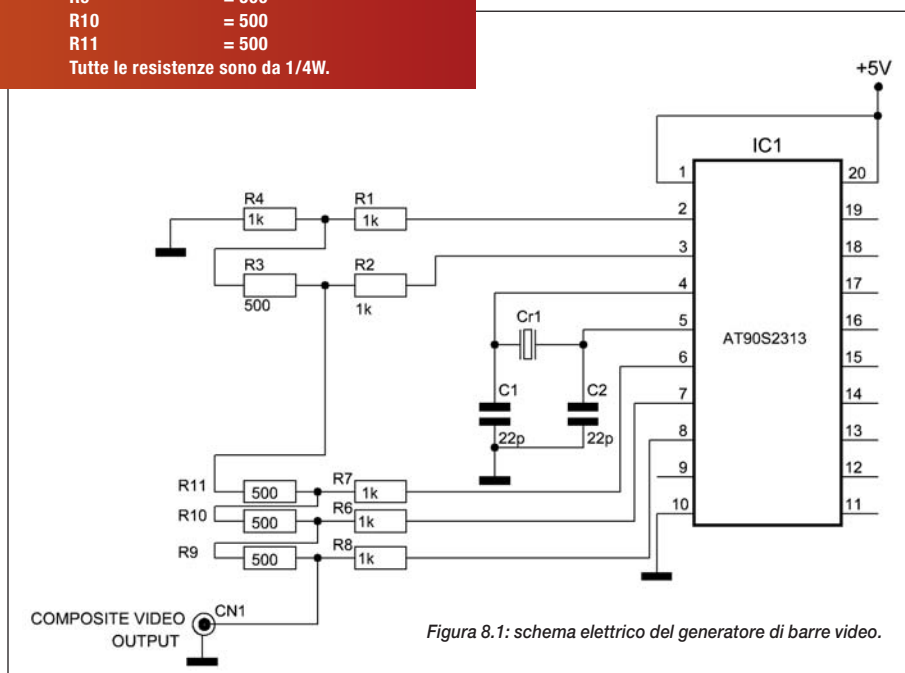 R10 = 500
R11 = 500
Tutte le resistenze sono da 1/4W.
+5V
IC1
1
20
R4
R1
1k
1k
2
19
3
18
R3
R2
500
1k
4
17
Cr1
5
16
AT90S2313
6
15
C1
C2
7
14
22p
22p
8
13
9
12
R11
500
R7
1k
10
11
R10
500
R6
1k
R9
500
R8
1k
CN1
COMPOSITE VIDEO
OUTPUT
Figura 8.1: schema elettrico del generatore di barre video.